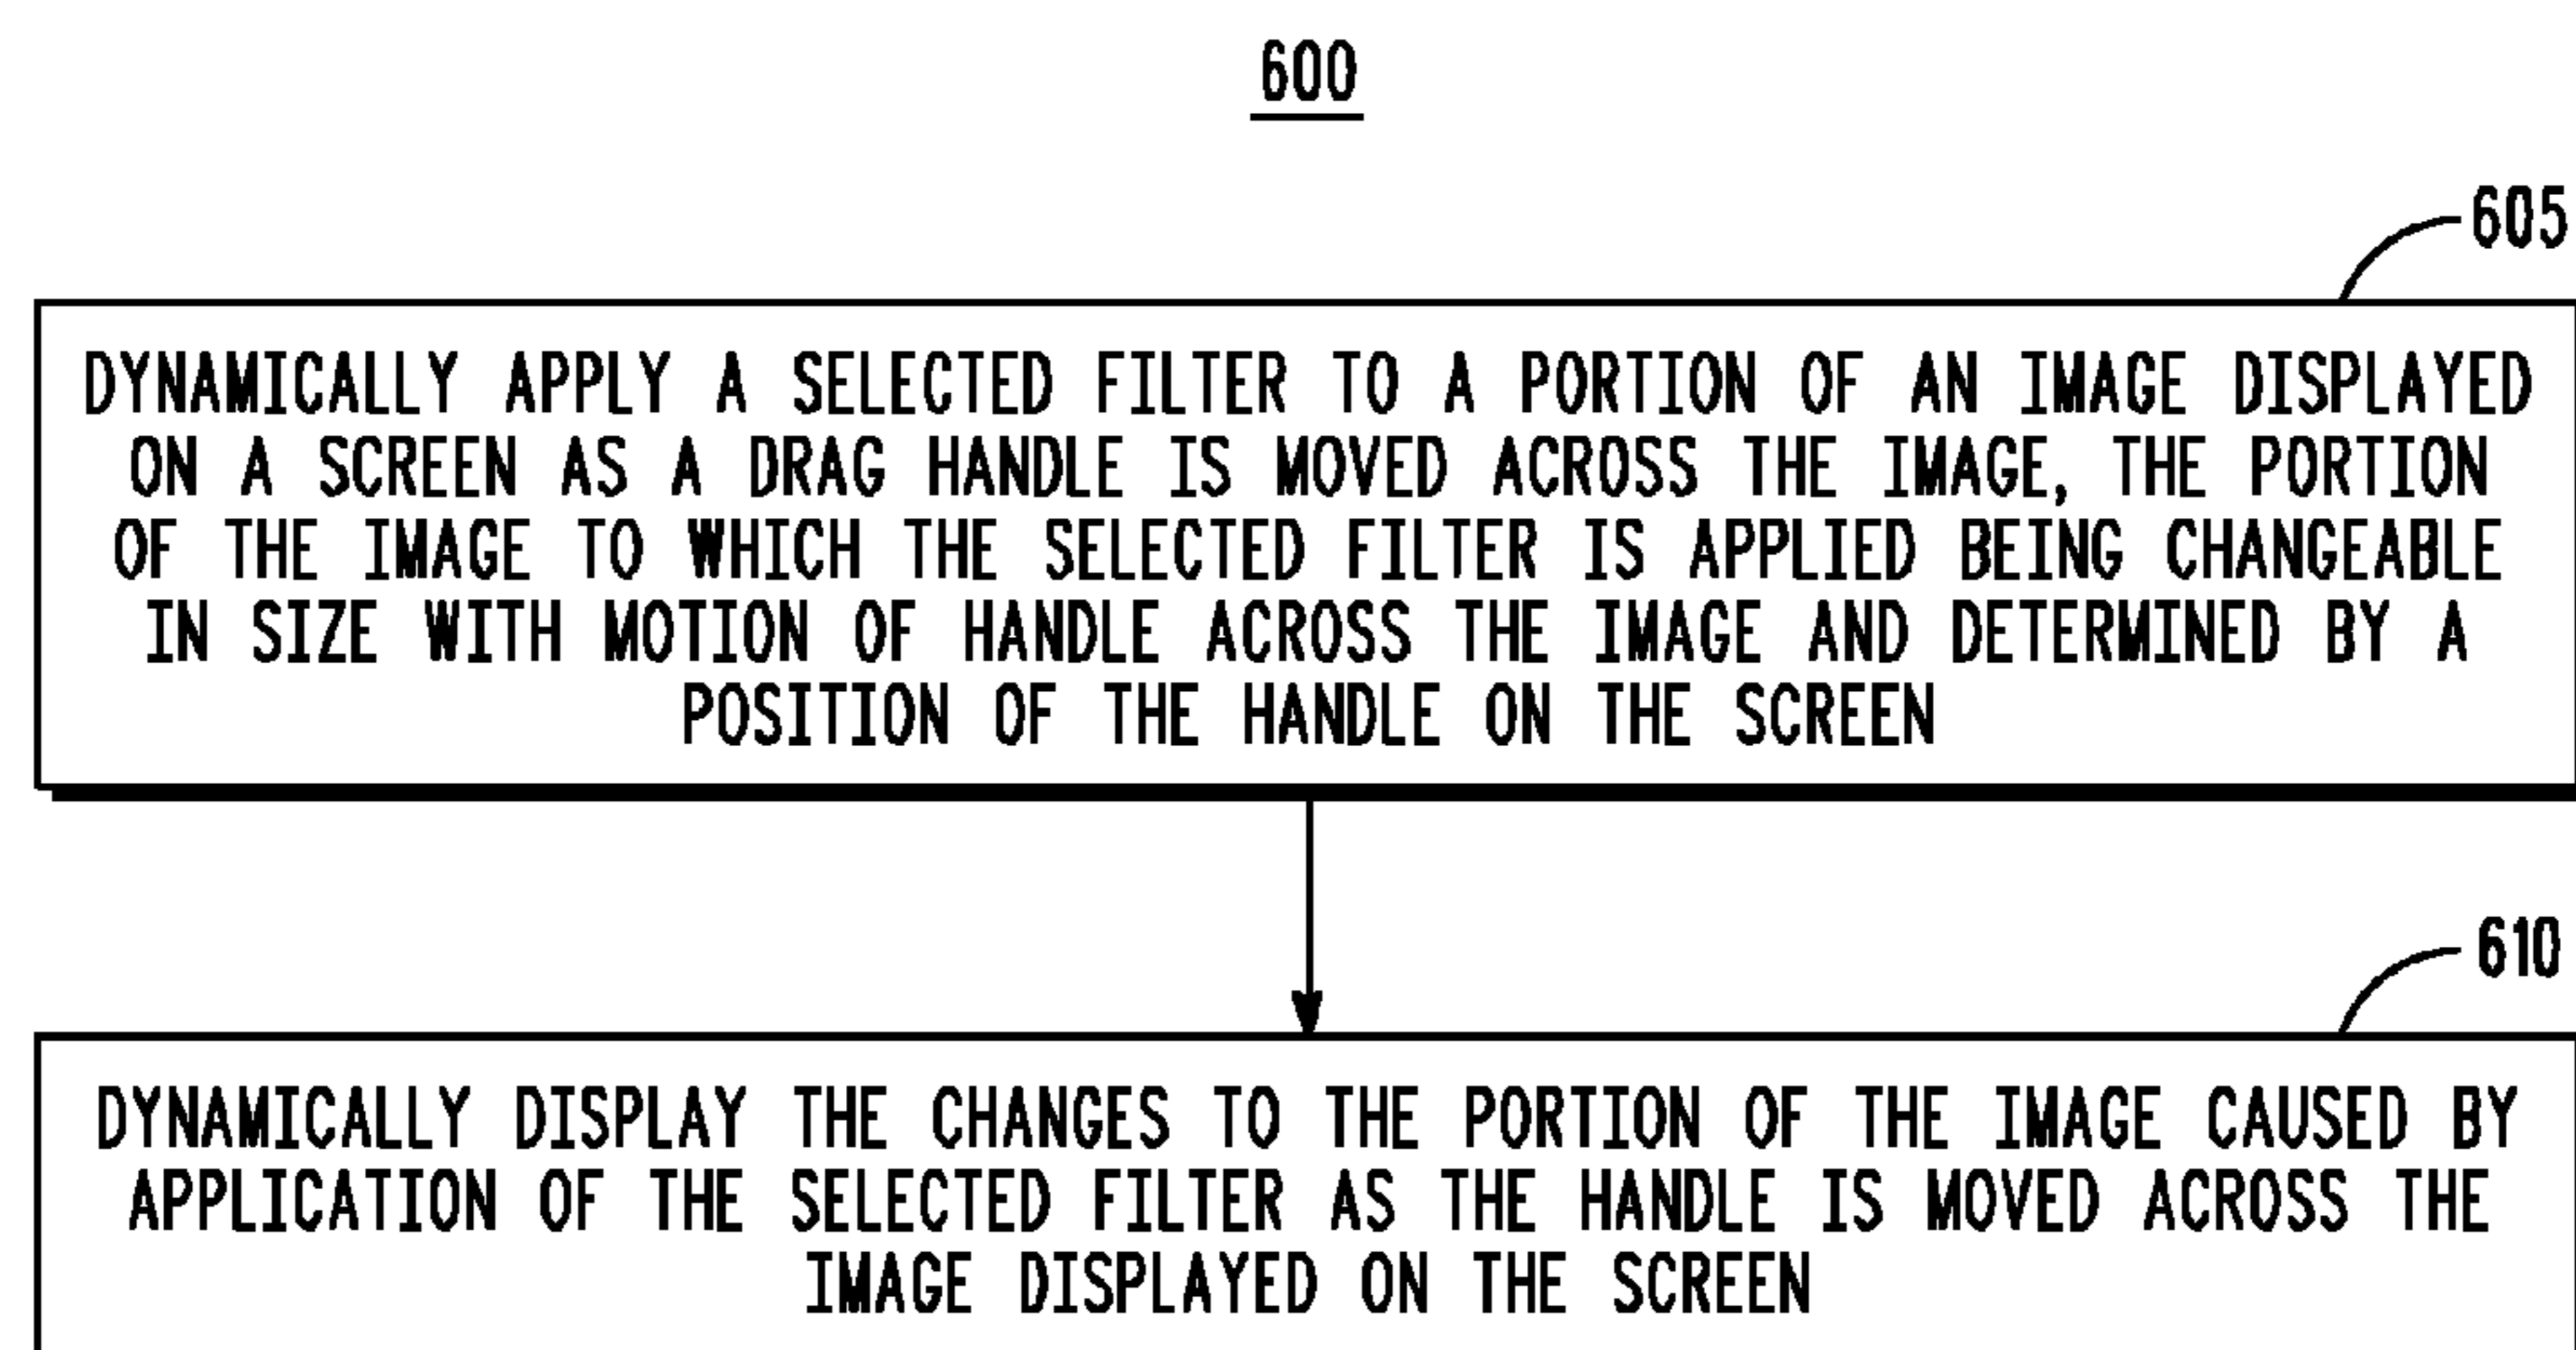 600
605
DYNAMICALLY APPLY A SELECTED FILTER TO A PORTION OF AN IMAGE DISPLAYED
ON A SCREEN AS A DRAG HANDLE IS MOVED ACROSS THE IMAGE, THE PORTION
OF THE IMAGE TO WHICH THE SELECTED FILTER IS APPLIED BEING CHANGEABLE
IN SIZE WITH MOTION OF HANDLE ACROSS THE IMAGE AND DETERMINED BY A
POSITION OF THE HANDLE ON THE SCREEN
610
DYNAMICALLY DISPLAY THE CHANGES TO THE PORTION OF THE IMAGE CAUSED BY
APPLICATION OF THE SELECTED FILTER AS THE HANDLE IS MOVED ACROSS THE
IMAGE DISPLAYED ON THE SCREEN